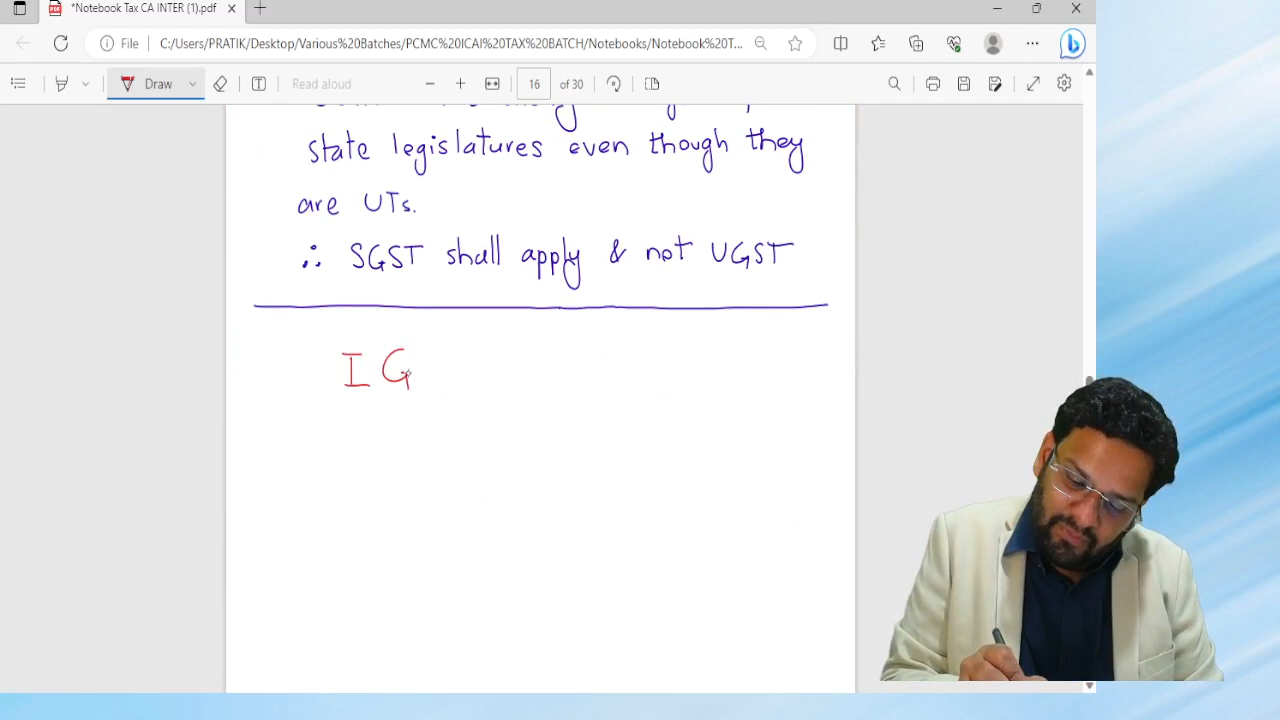 *Notebook Tax CA INTER (1).pdf
File C:/Users/PRATIK/Desktop/Various%20Batches/PCMC%20ICAI%20TAX%20BATCH/Notebooks/Notebook%20T...
Draw Read aloud 16 of 30
state legislatures even though they
are UTs.
∴ SGST shall apply & not UGST
I G